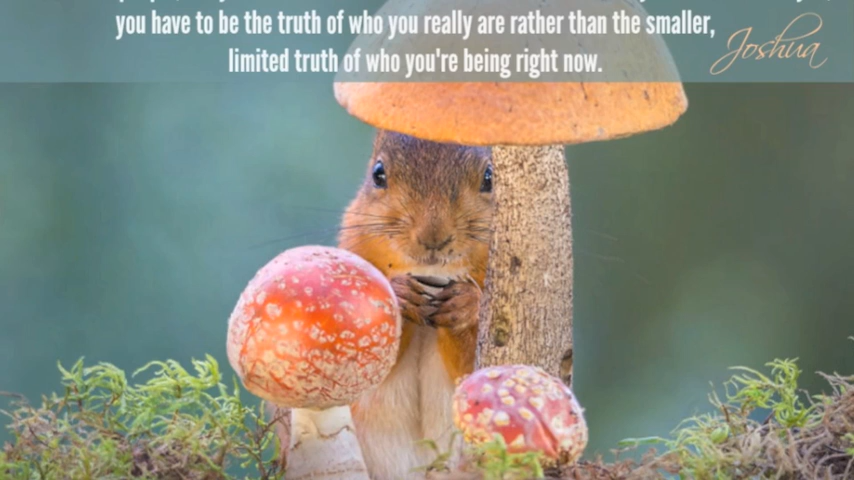 you have to be the truth of who you really are rather than the smaller,
limited truth of who you're being right now.
Joshua